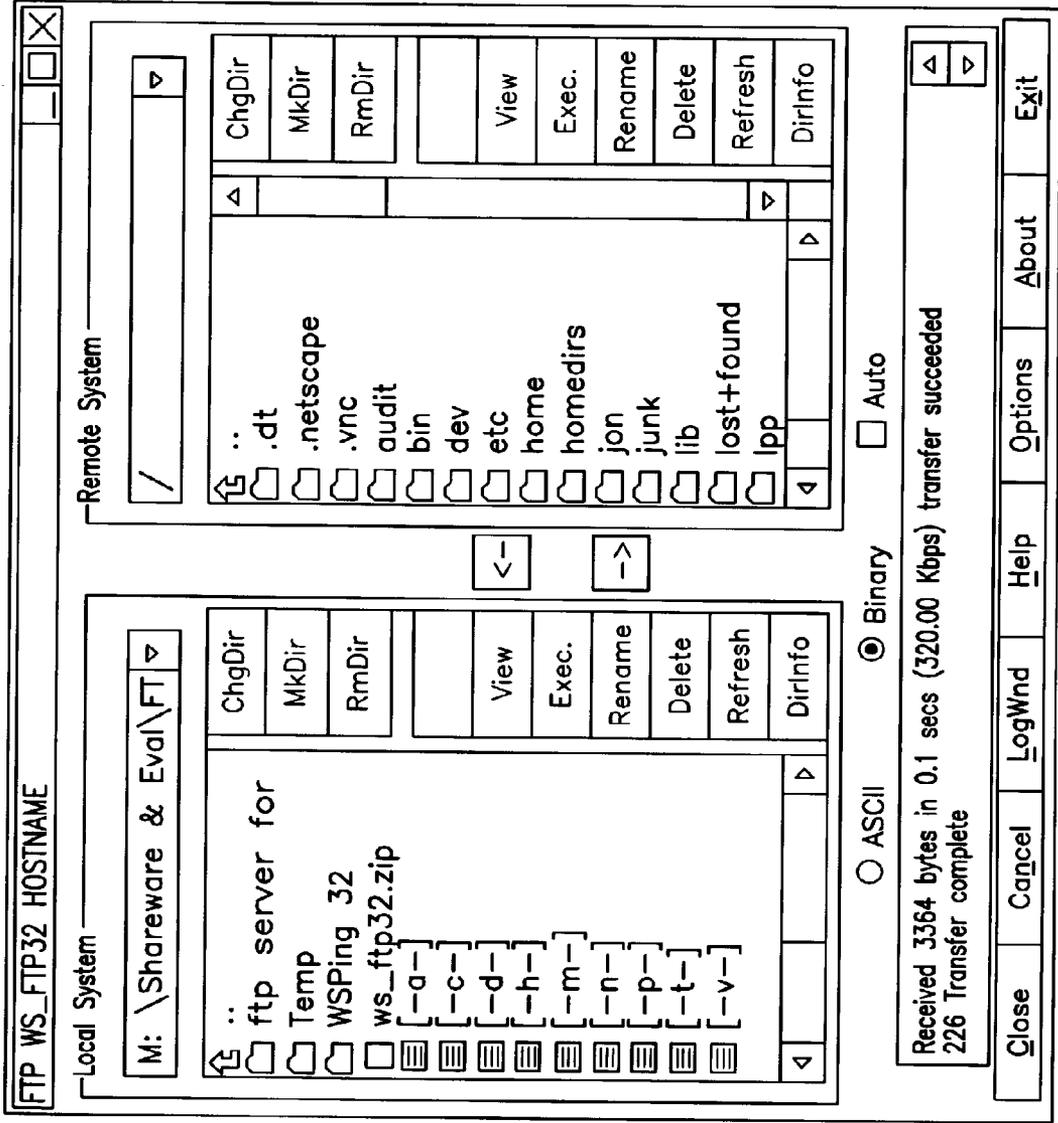 FTP WS_FTP32 HOSTNAME
Local System
M: \Shareware & Eval\FT
..
ftp server for
Temp
WSPing 32
ws_ftp32.zip
[-a-]
[-c-]
[-d-]
[-h-]
[-m-]
[-n-]
[-p-]
[-t-]
[-v-]
ChgDir
MkDir
RmDir
View
Exec.
Rename
Delete
Refresh
DirInfo
<-
->
Remote System
/
..
.dt
.netscape
.vnc
audit
bin
dev
etc
home
homedirs
jon
junk
lib
lost+found
lpp
ChgDir
MkDir
RmDir
View
Exec.
Rename
Delete
Refresh
DirInfo
ASCII
Binary
Auto
Received 3364 bytes in 0.1 secs (320.00 Kbps) transfer succeeded
226 Transfer complete
Close
Cancel
LogWnd
Help
Options
About
Exit